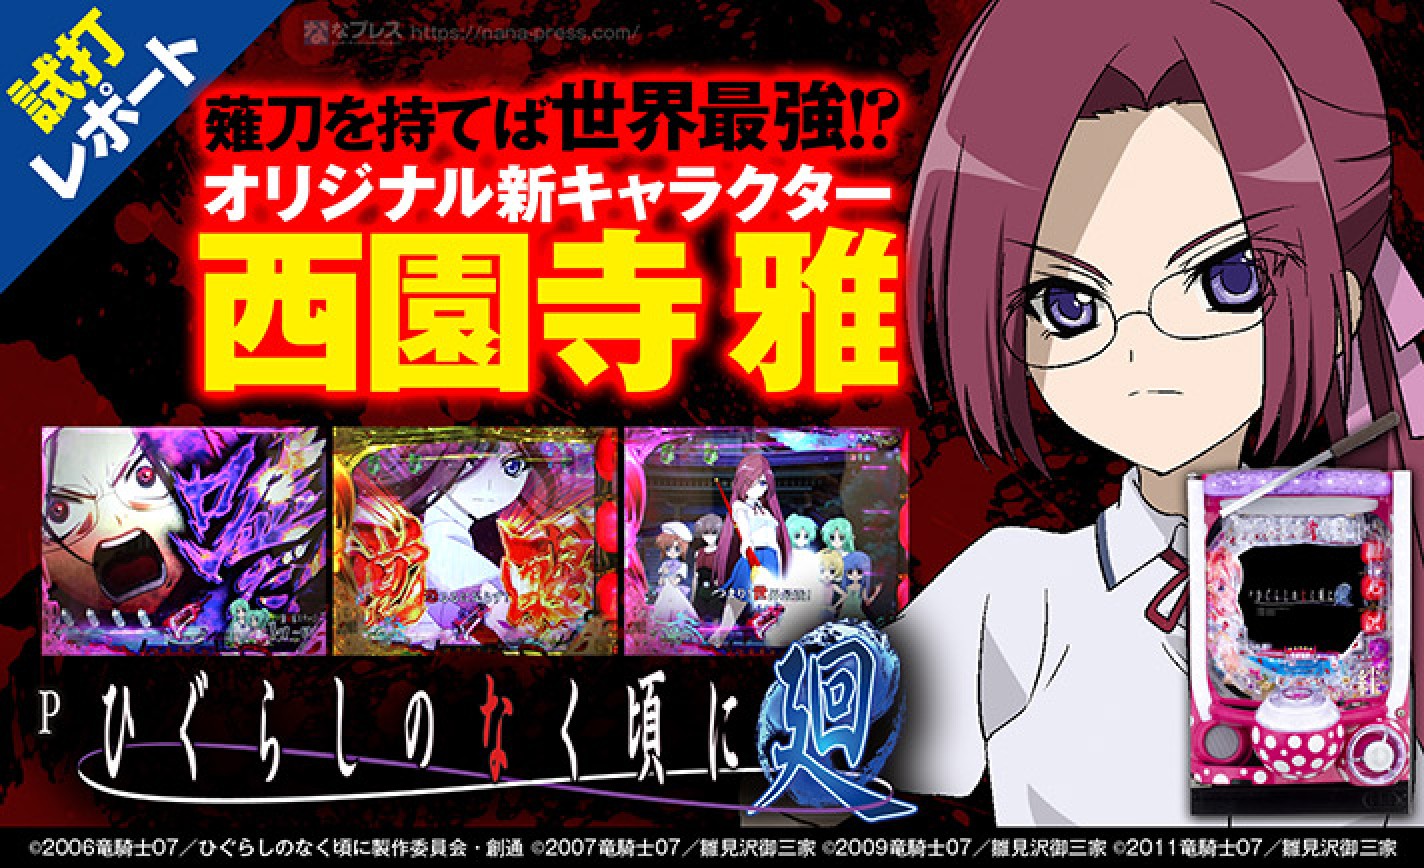 試打
レポート
ななプレス https://nana-press.com/
薙刀を持てば世界最強!?
オリジナル新キャラクター
西園寺 雅
P ひぐらしのなく頃に廻
©2006竜騎士07／ひぐらしのなく頃に製作委員会・創通 ©2007竜騎士07／雛見沢御三家 ©2009竜騎士07／雛見沢御三家 ©2011竜騎士07／雛見沢御三家